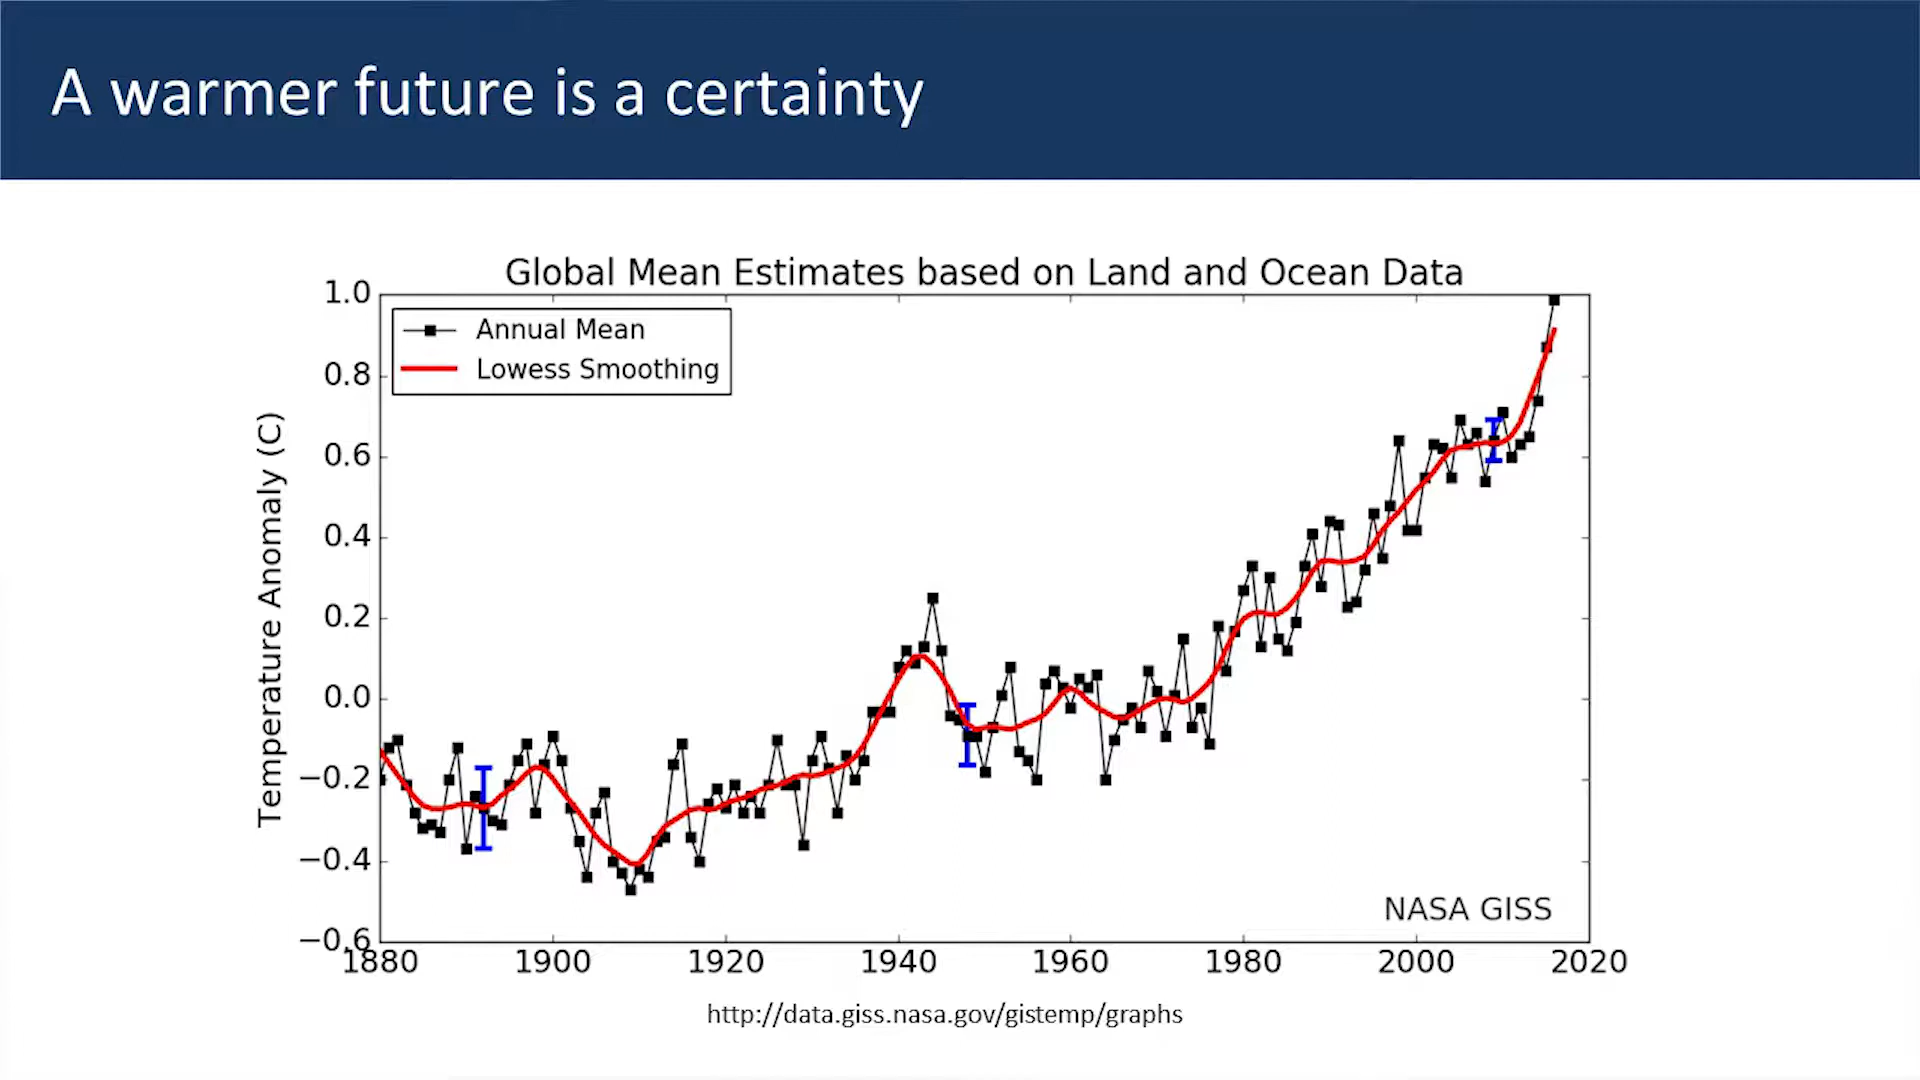 A warmer future is a certainty
Global Mean Estimates based on Land and Ocean Data
Annual Mean
Lowess Smoothing
Temperature Anomaly (C)
1.0
0.8
0.6
0.4
0.2
0.0
−0.2
−0.4
−0.6
NASA GISS
1880 1900 1920 1940 1960 1980 2000 2020
http://data.giss.nasa.gov/gistemp/graphs